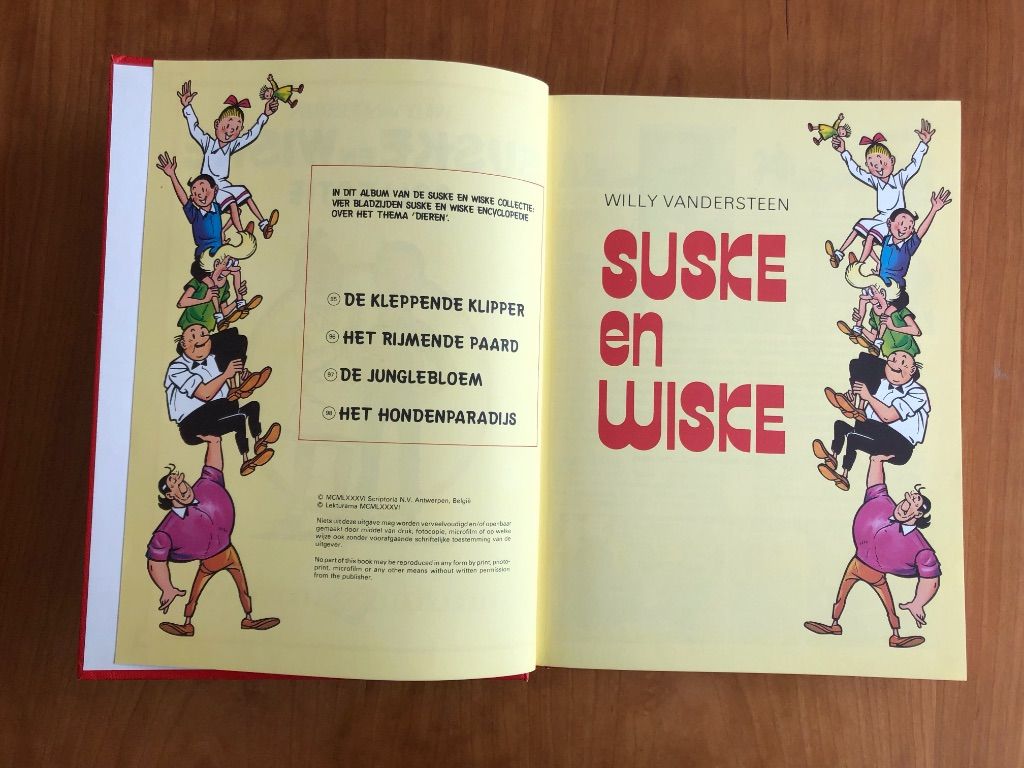 IN DIT ALBUM VAN DE SUSKE EN WISKE COLLECTIE:
VIER BLADZIJDEN SUSKE EN WISKE ENCYCLOPEDIE
OVER HET THEMA 'DIEREN'.
95 DE KLEPPENDE KLIPPER
96 HET RIJMENDE PAARD
97 DE JUNGLEBLOEM
98 HET HONDENPARADIJS
© MCMLXXXVI Scriptoria N.V. Antwerpen, België
© Lekturama MCMLXXXVI
Niets uit deze uitgave mag worden verveelvoudigd en/of openbaar
gemaakt door middel van druk, fotocopie, microfilm of op welke
wijze ook zonder voorafgaande schriftelijke toestemming van de
uitgever.
No part of this book may be reproduced in any form by print, photo-
print, microfilm or any other means without written permission
from the publisher.
WILLY VANDERSTEEN
SUSKE
en
WISKE